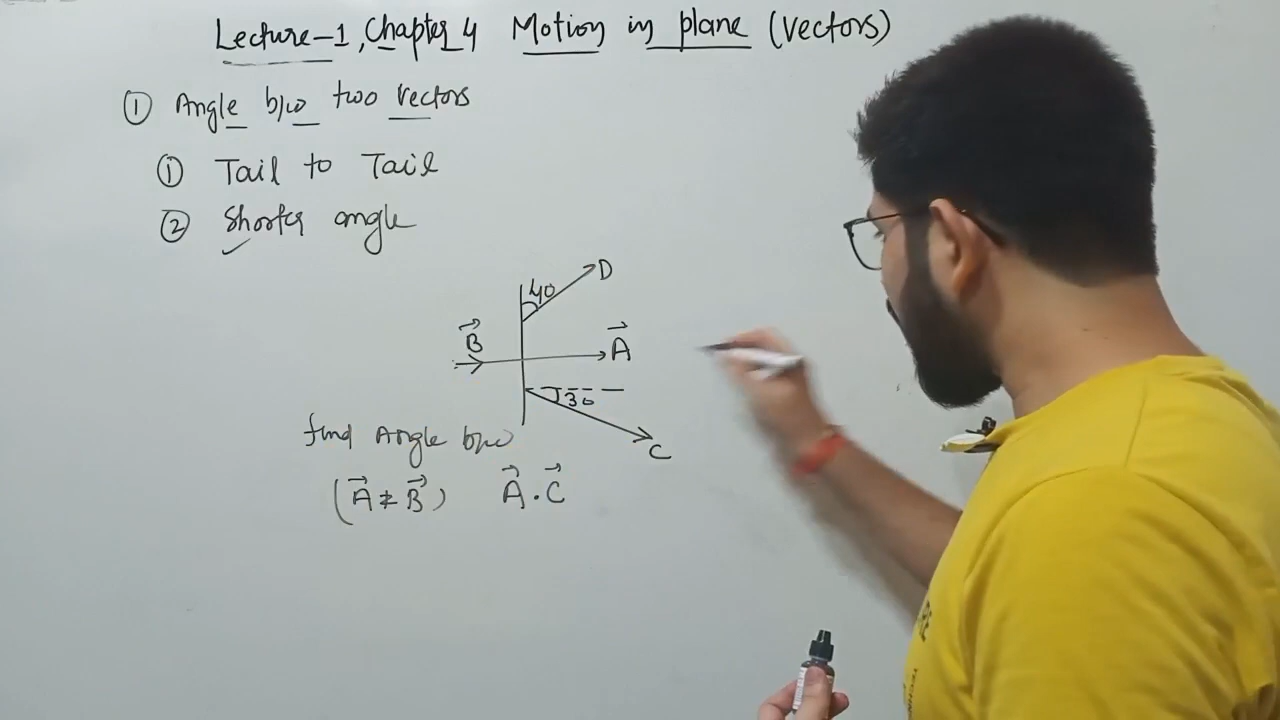 Lecture-1, Chapter 4 Motion in plane (vectors)
① Angle b/w two vectors
① Tail to Tail
② Shorter angle
40 D
B⃗
A⃗
30
C
find Angle b/w
(A⃗ & B⃗) A⃗ . C⃗